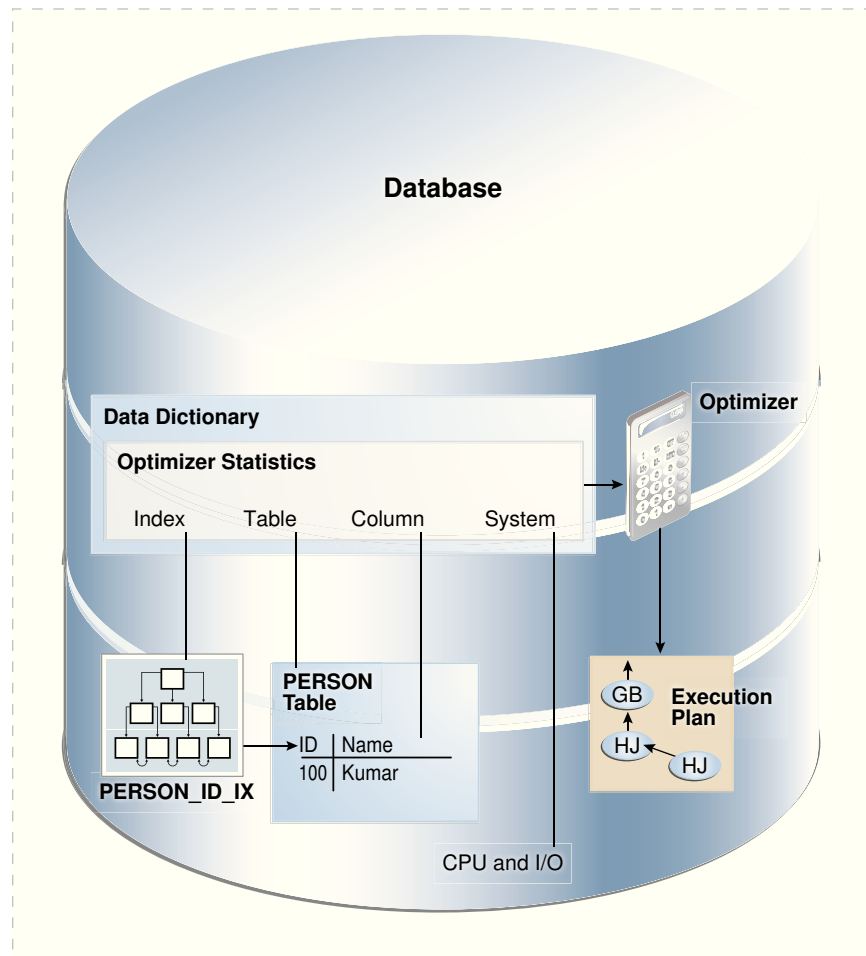 Database
Data Dictionary
Optimizer
Optimizer Statistics
Index Table Column System
PERSON
Table
ID Name
100 Kumar
PERSON_ID_IX
GB
HJ
HJ
Execution
Plan
CPU and I/O